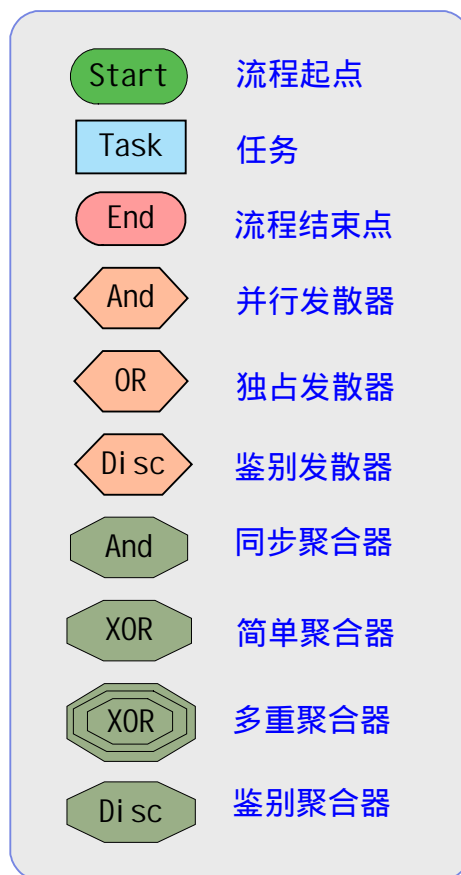 Start 流程起点
Task 任务
End 流程结束点
And 并行发散器
OR 独占发散器
Disc 鉴别发散器
And 同步聚合器
XOR 简单聚合器
XOR 多重聚合器
Disc 鉴别聚合器